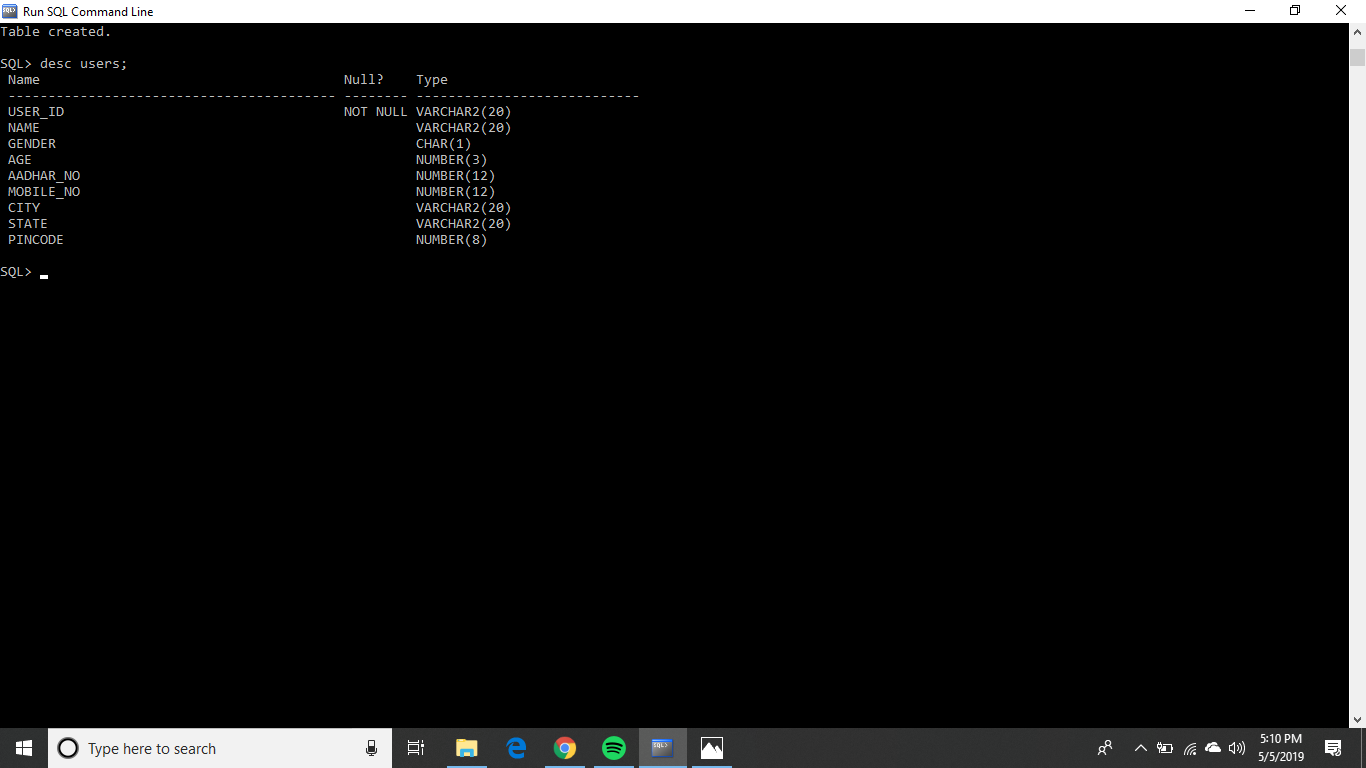 Run SQL Command Line
Table created.
SQL> desc users;
Name Null? Type
----------------------------------------- -------- ----------------------------
USER_ID NOT NULL VARCHAR2(20)
NAME VARCHAR2(20)
GENDER CHAR(1)
AGE NUMBER(3)
AADHAR_NO NUMBER(12)
MOBILE_NO NUMBER(12)
CITY VARCHAR2(20)
STATE VARCHAR2(20)
PINCODE NUMBER(8)
SQL>
Type here to search
5:10 PM
5/5/2019